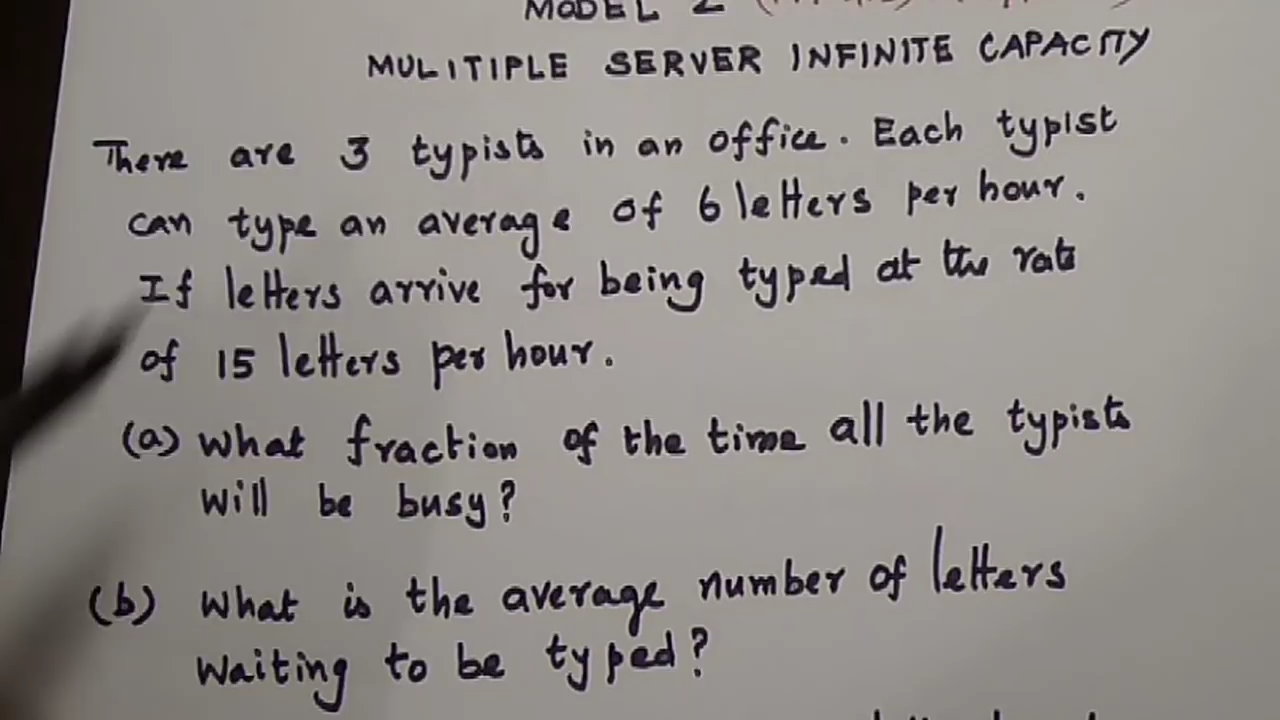 MODEL 2
MULITIPLE SERVER INFINITE CAPACITY
There are 3 typists in an office. Each typist
can type an average of 6 letters per hour.
If letters arrive for being typed at the rate
of 15 letters per hour.
(a) What fraction of the time all the typists
will be busy?
(b) What is the average number of letters
waiting to be typed?